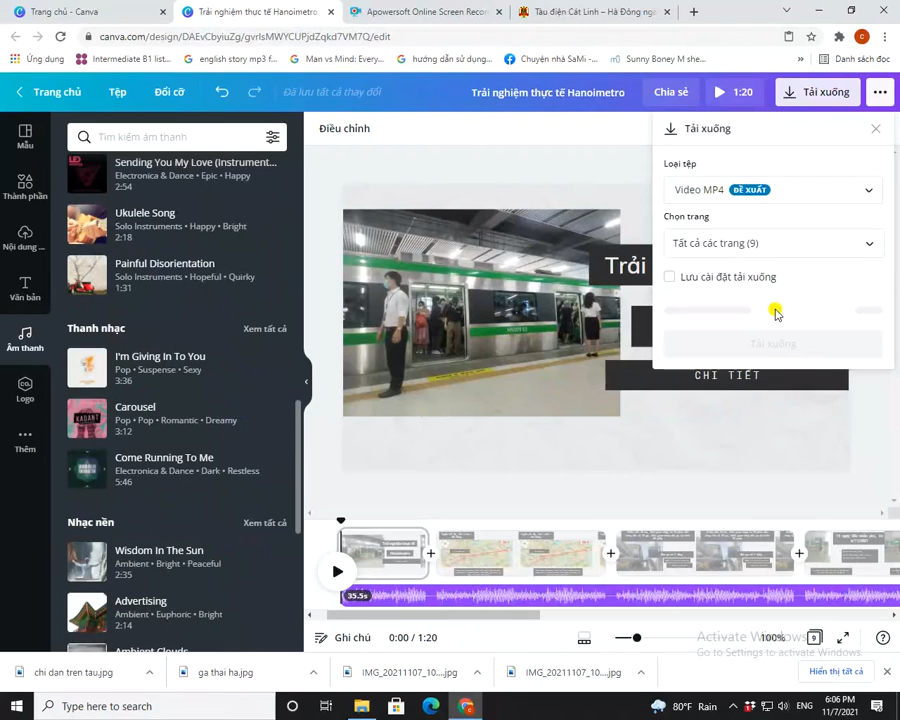 Trang chủ - Canva
Trải nghiệm thực tế Hanoimetro
Apowersoft Online Screen Record
Tàu điện Cát Linh – Hà Đông ngày
canva.com/design/DAEvCbyiuZg/gvrIsMWYCUPjdZqkd7VM7Q/edit
Ứng dụng
Intermediate B1 list...
english story mp3 f...
Man vs Mind: Every...
hướng dẫn sử dụng...
Chuyện nhà SaMi -...
Sunny Boney M she...
Danh sách đọc
Trang chủ
Tệp
Đổi cỡ
Đã lưu tất cả thay đổi
Trải nghiệm thực tế Hanoimetro
Chia sẻ
1:20
Tải xuống
Mẫu
Thành phần
Nội dung ...
Văn bản
Âm thanh
Logo
Thêm
Tìm kiếm âm thanh
Sending You My Love (Instrument...
Electronica & Dance • Epic • Happy
2:54
Ukulele Song
Solo Instruments • Happy • Bright
2:18
Painful Disorientation
Solo Instruments • Hopeful • Quirky
1:31
Thanh nhạc
Xem tất cả
I'm Giving In To You
Pop • Suspense • Sexy
3:36
Carousel
Pop • Pop • Romantic • Dreamy
3:12
Come Running To Me
Electronica & Dance • Dark • Restless
5:46
Nhạc nền
Xem tất cả
Wisdom In The Sun
Ambient • Bright • Peaceful
2:35
Advertising
Ambient • Euphoric • Bright
2:14
Ambient Clouds
Điều chỉnh
Trải
CHI TIẾT
Tải xuống
Loại tệp
Video MP4 ĐỀ XUẤT
Chọn trang
Tất cả các trang (9)
Lưu cài đặt tải xuống
Tải xuống
35.5s
Ghi chú
0:00 / 1:20
100%
9
Activate Windows
Go to Settings to activate Windows.
chi dan tren tau.jpg
ga thai ha.jpg
IMG_20211107_10....jpg
IMG_20211107_10....jpg
Hiển thị tất cả
Type here to search
80°F Rain
ENG
6:06 PM
11/7/2021